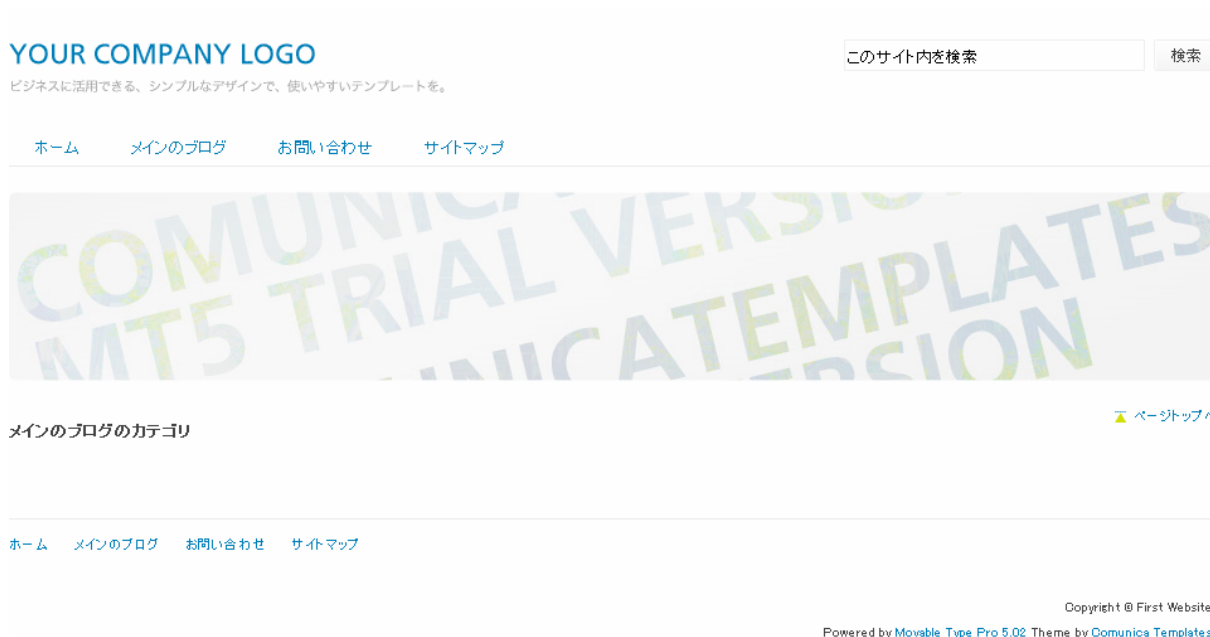 YOUR COMPANY LOGO
このサイト内を検索
検索
ビジネスに活用できる、シンプルなデザインで、使いやすいテンプレートを。
ホーム メインのブログ お問い合わせ サイトマップ
COMUNICA
MT5 TRIAL VERSION
COMUNICATEMPLATES
VERSION
ページトップへ
メインのブログのカテゴリ
ホーム メインのブログ お問い合わせ サイトマップ
Copyright © First Website
Powered by Movable Type Pro 5.02 Theme by Comunica Templates